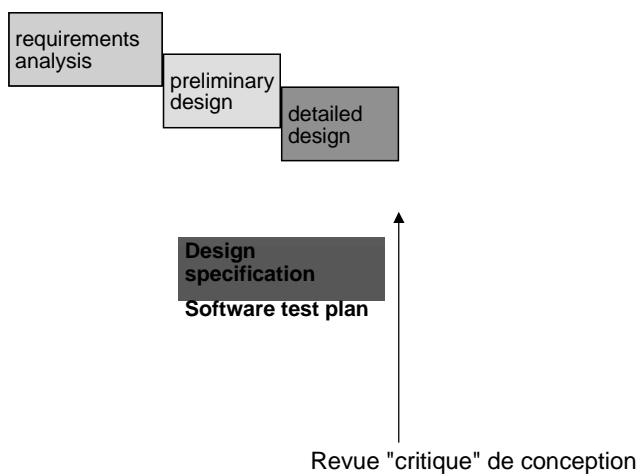 requirements
analysis
preliminary
design
detailed
design
Design
specification
Software test plan
Revue "critique" de conception